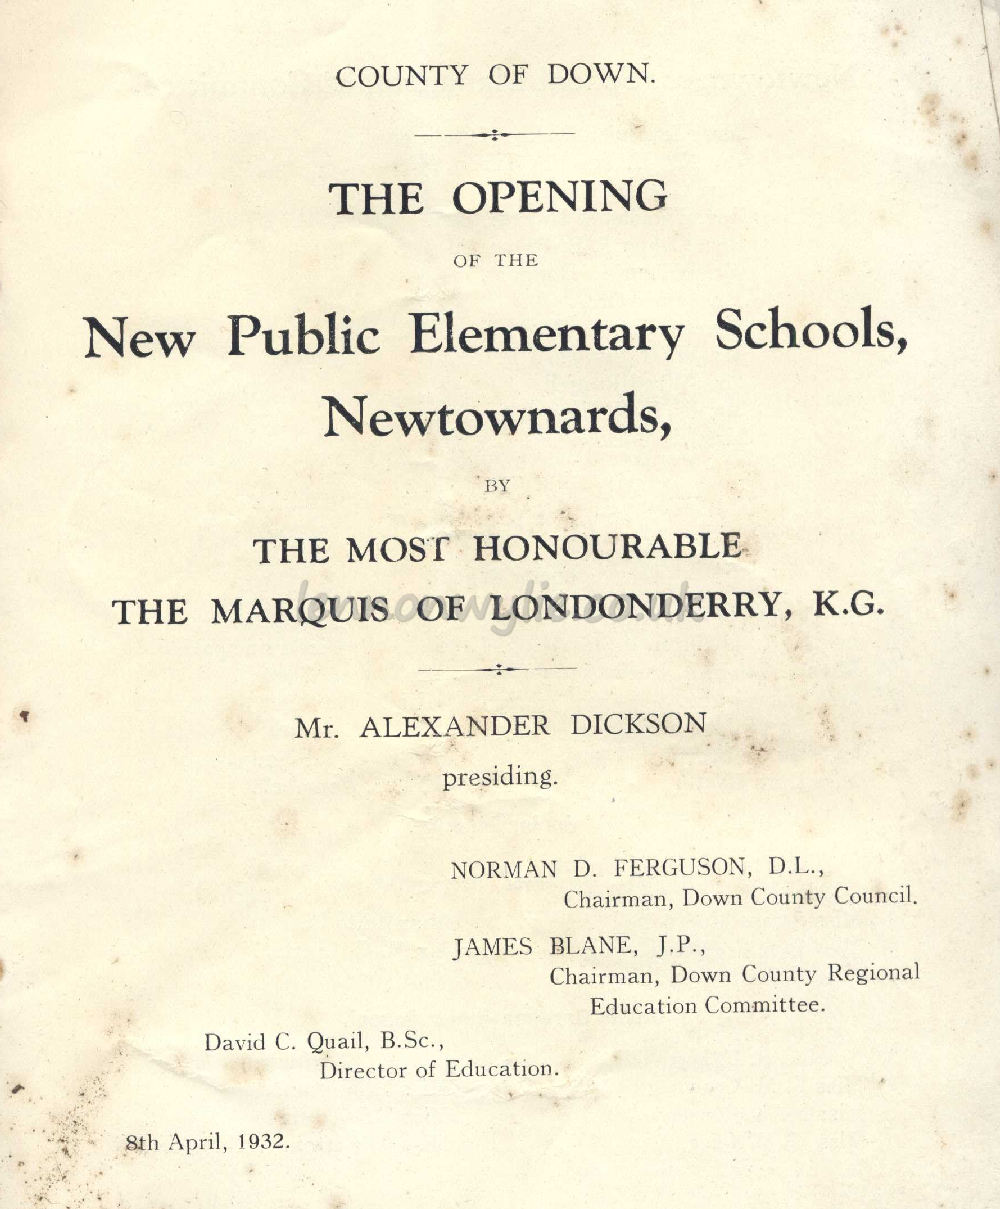 COUNTY OF DOWN.
THE OPENING
OF THE
New Public Elementary Schools,
Newtownards,
BY
THE MOST HONOURABLE
THE MARQUIS OF LONDONDERRY, K.G.
Mr. ALEXANDER DICKSON
presiding.
NORMAN D. FERGUSON, D.L.,
Chairman, Down County Council.
JAMES BLANE, J.P.,
Chairman, Down County Regional
Education Committee.
David C. Quail, B.Sc.,
Director of Education.
8th April, 1932.